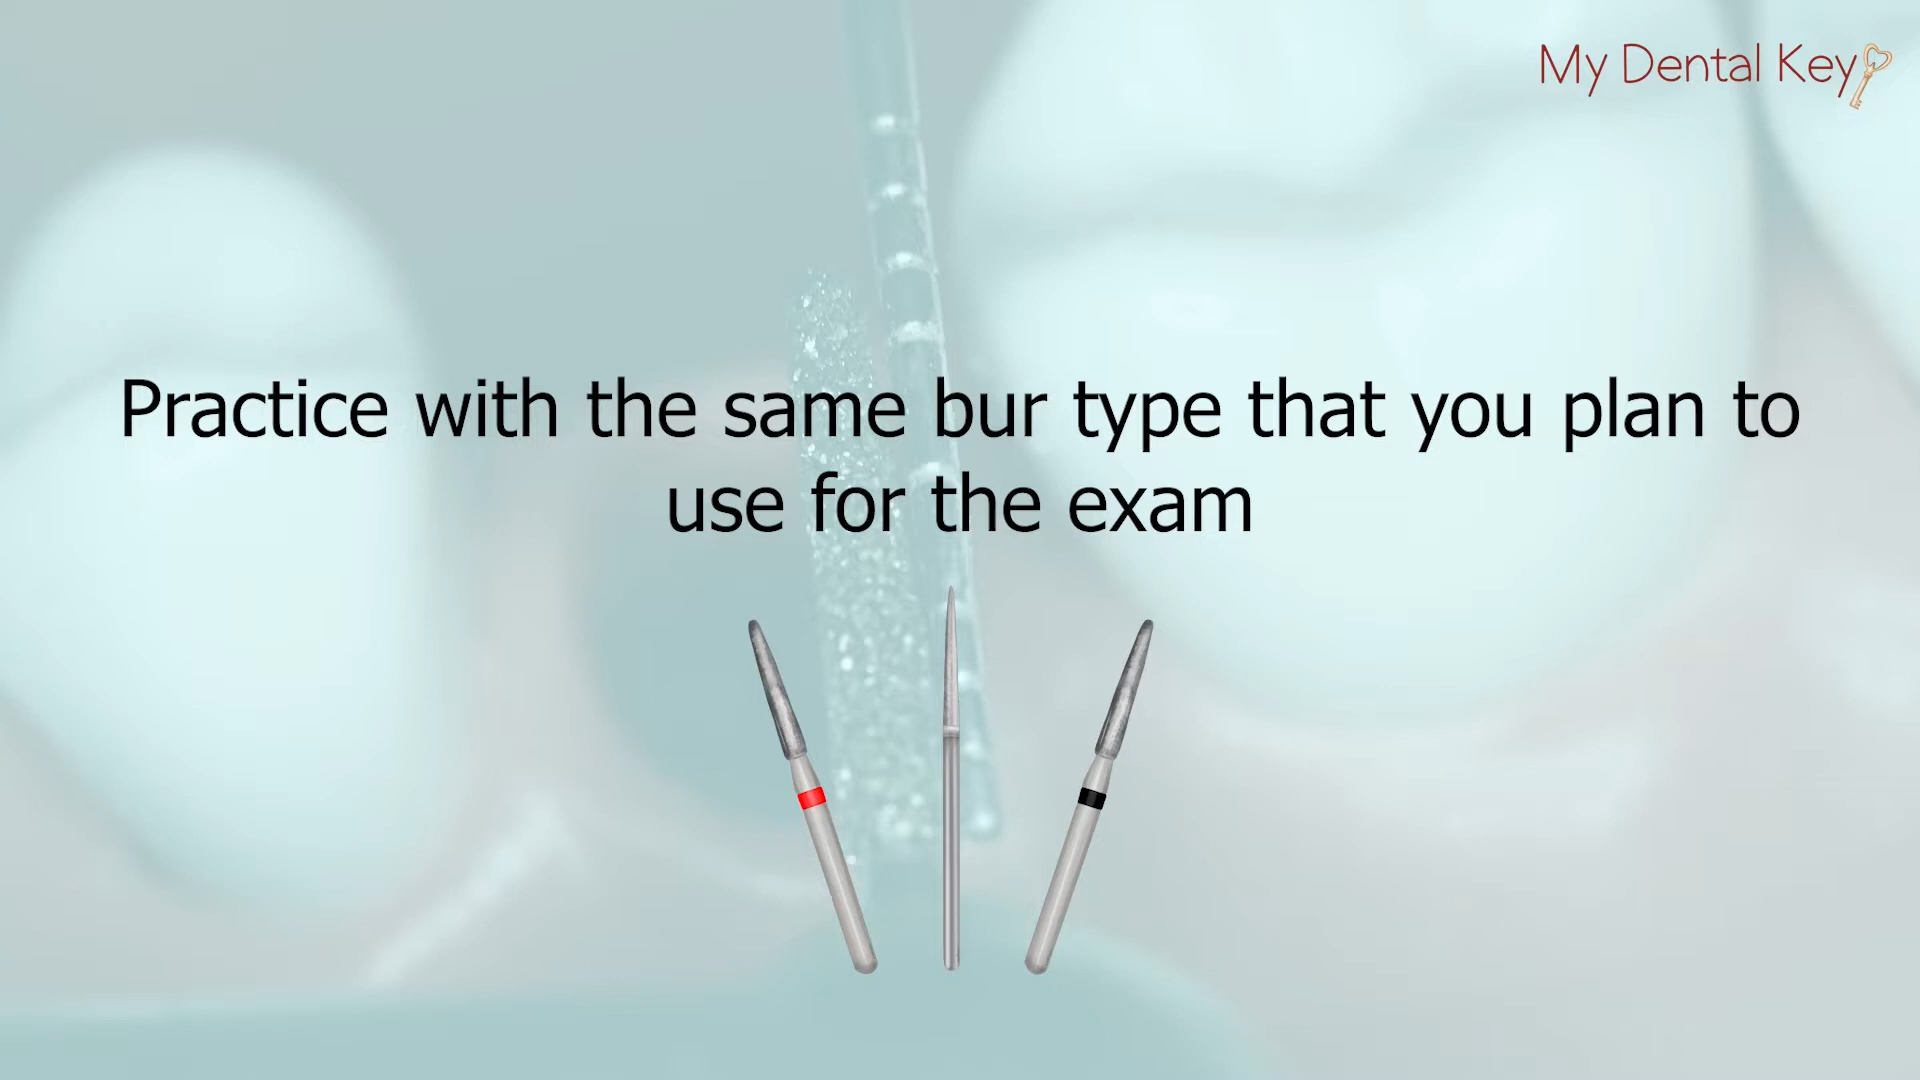 My Dental Key
Practice with the same bur type that you plan to
use for the exam